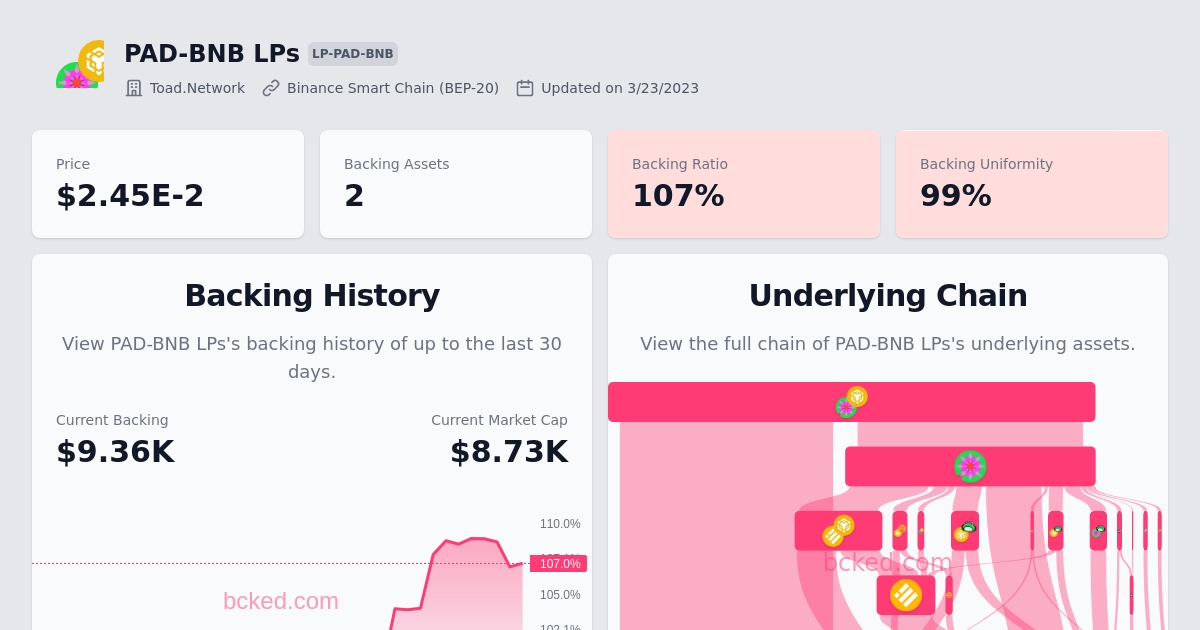 PAD-BNB LPs LP-PAD-BNB
Toad.Network Binance Smart Chain (BEP-20) Updated on 3/23/2023
Price
$2.45E-2
Backing Assets
2
Backing Ratio
107%
Backing Uniformity
99%
Backing History
View PAD-BNB LPs's backing history of up to the last 30
days.
Current Backing
$9.36K
Current Market Cap
$8.73K
110.0%
107.0%
105.0%
102.1%
bcked.com
Underlying Chain
View the full chain of PAD-BNB LPs's underlying assets.
bcked.com